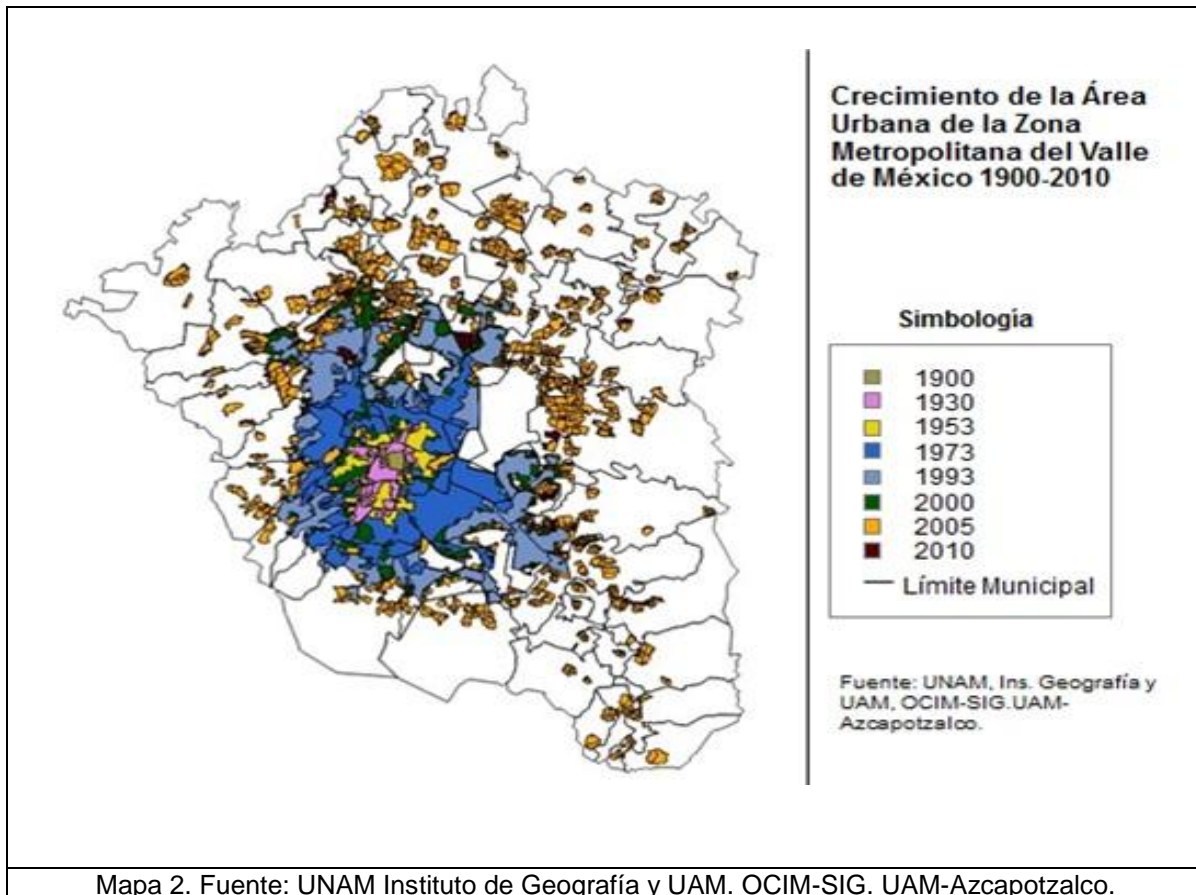 Crecimiento de la Área
Urbana de la Zona
Metropolitana del Valle
de México 1900-2010
Simbología
1900
1930
1953
1973
1993
2000
2005
2010
Límite Municipal
Fuente: UNAM, Ins. Geografía y
UAM, OCIM-SIG.UAM-
Azcapotzalco.
Mapa 2. Fuente: UNAM Instituto de Geografía y UAM. OCIM-SIG. UAM-Azcapotzalco.